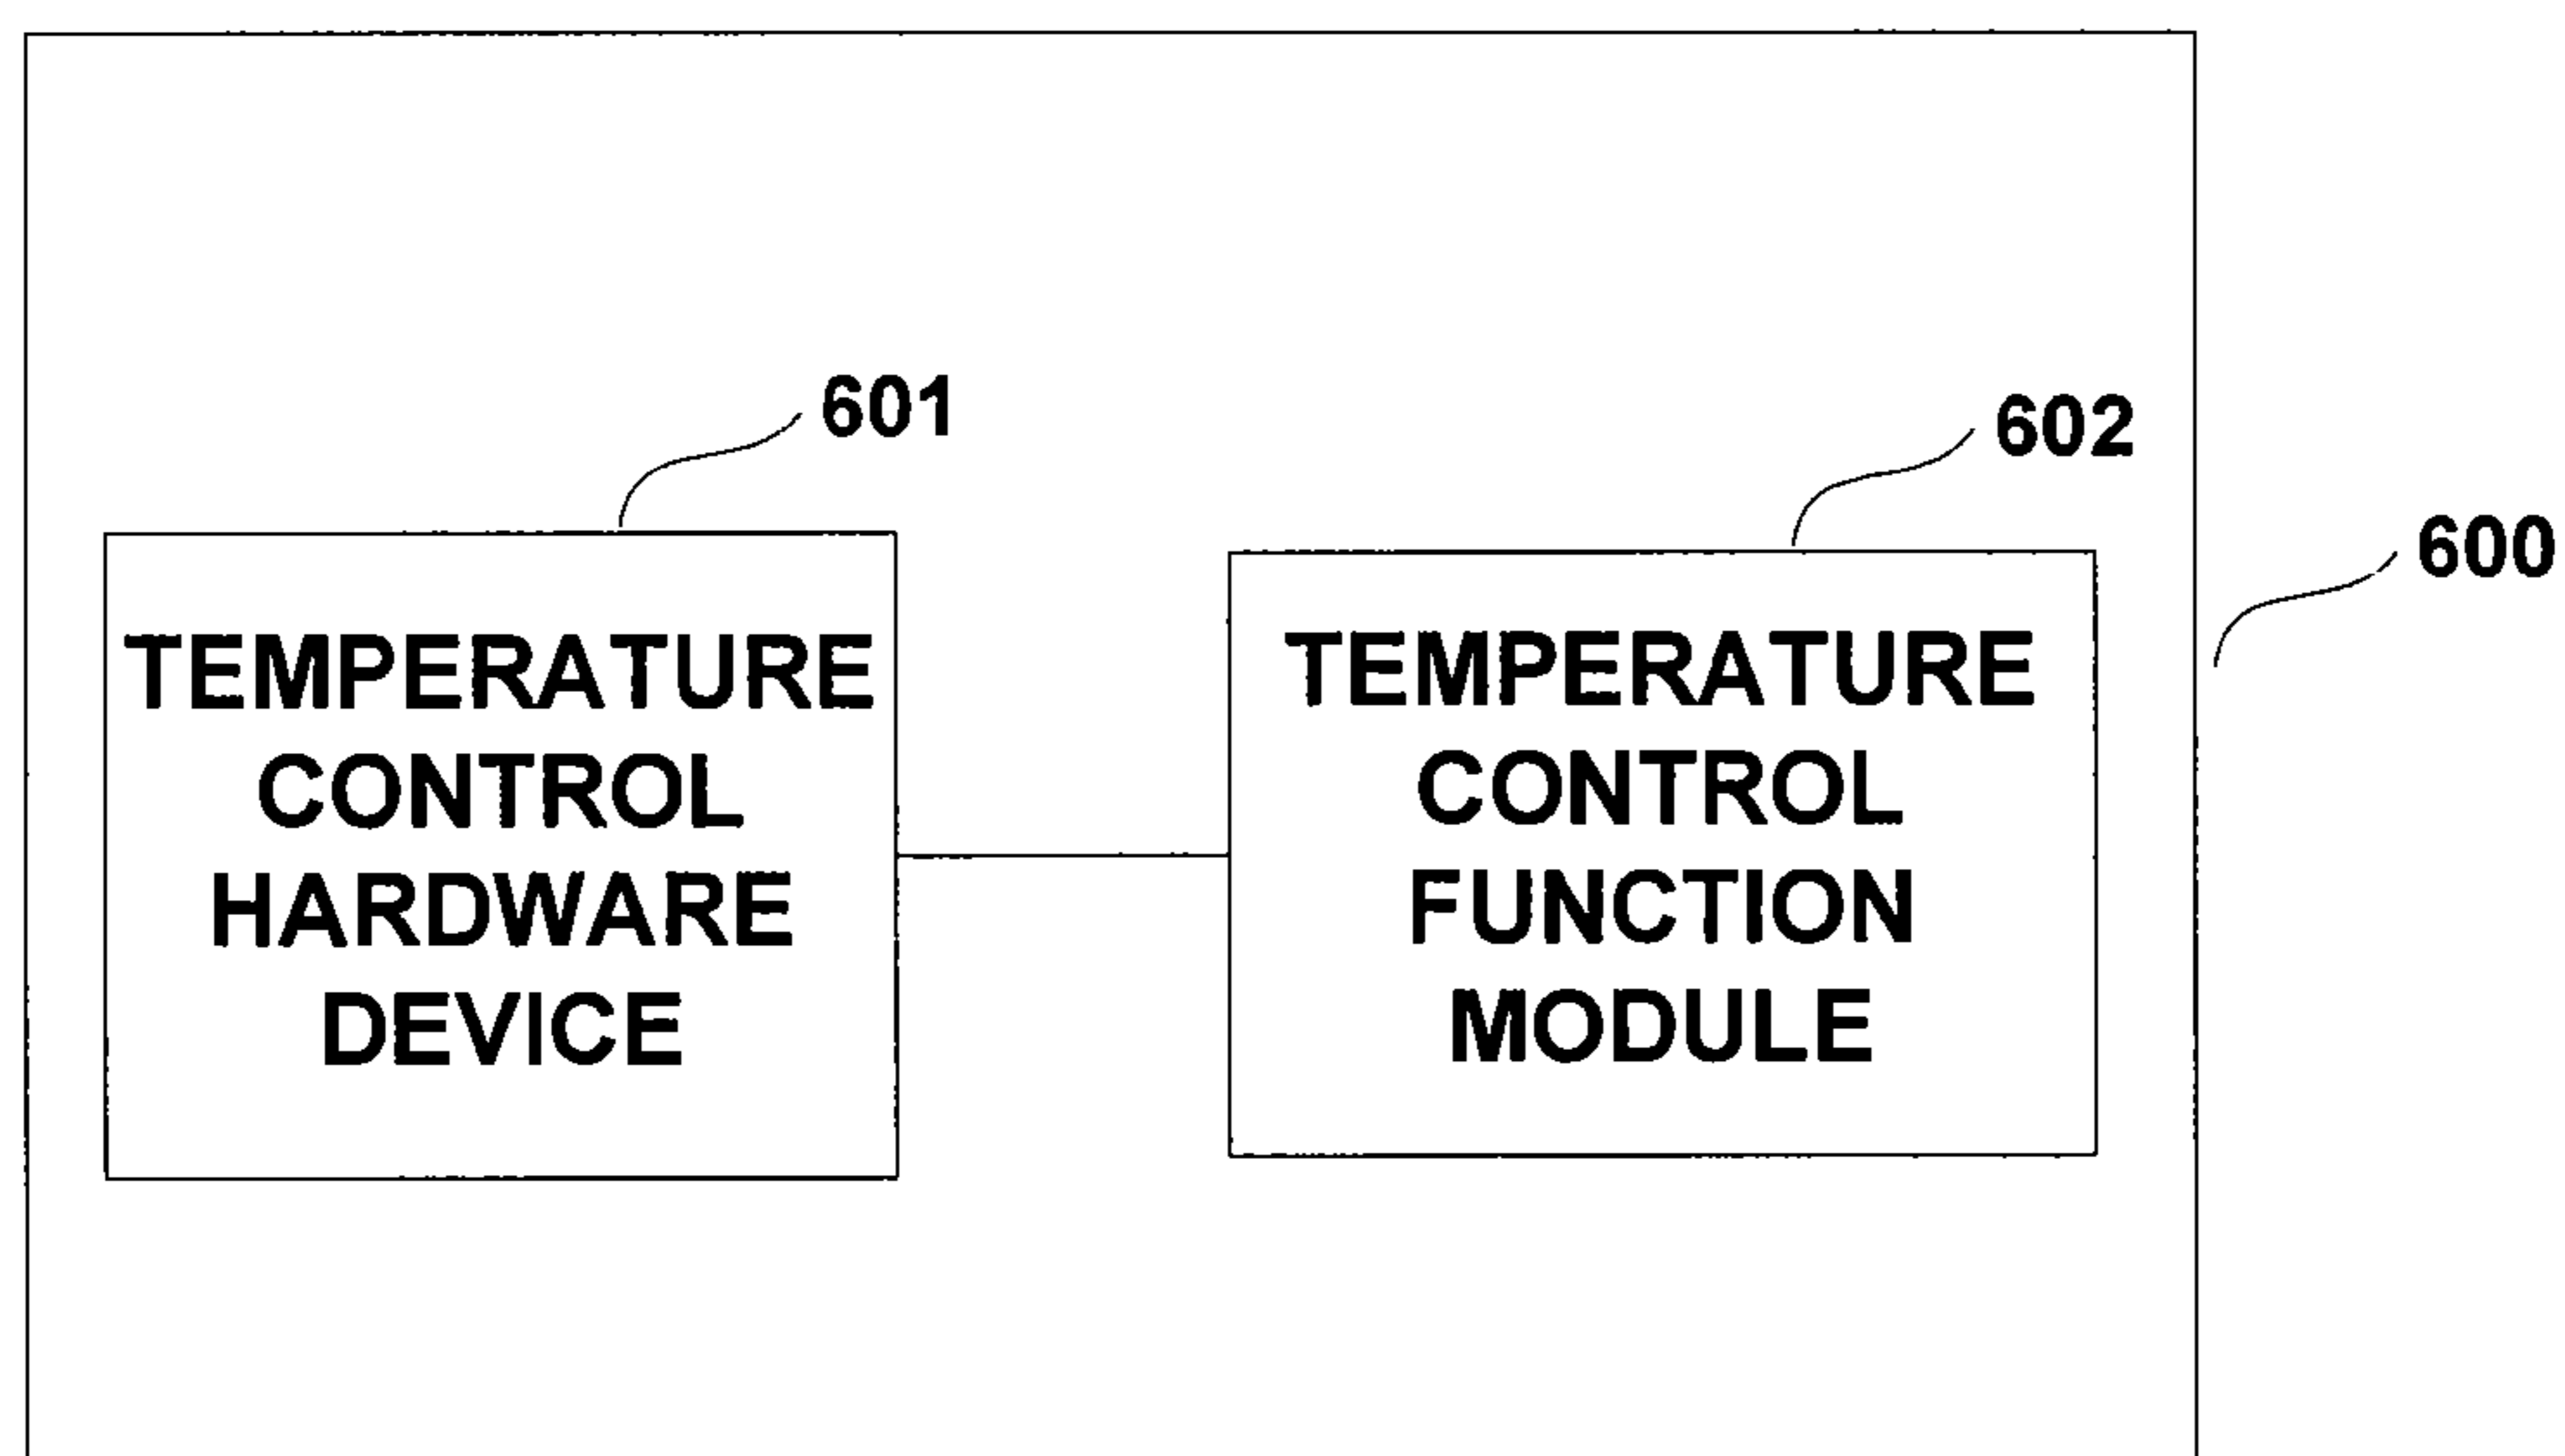 601
602
600
TEMPERATURE
CONTROL
HARDWARE
DEVICE
TEMPERATURE
CONTROL
FUNCTION
MODULE